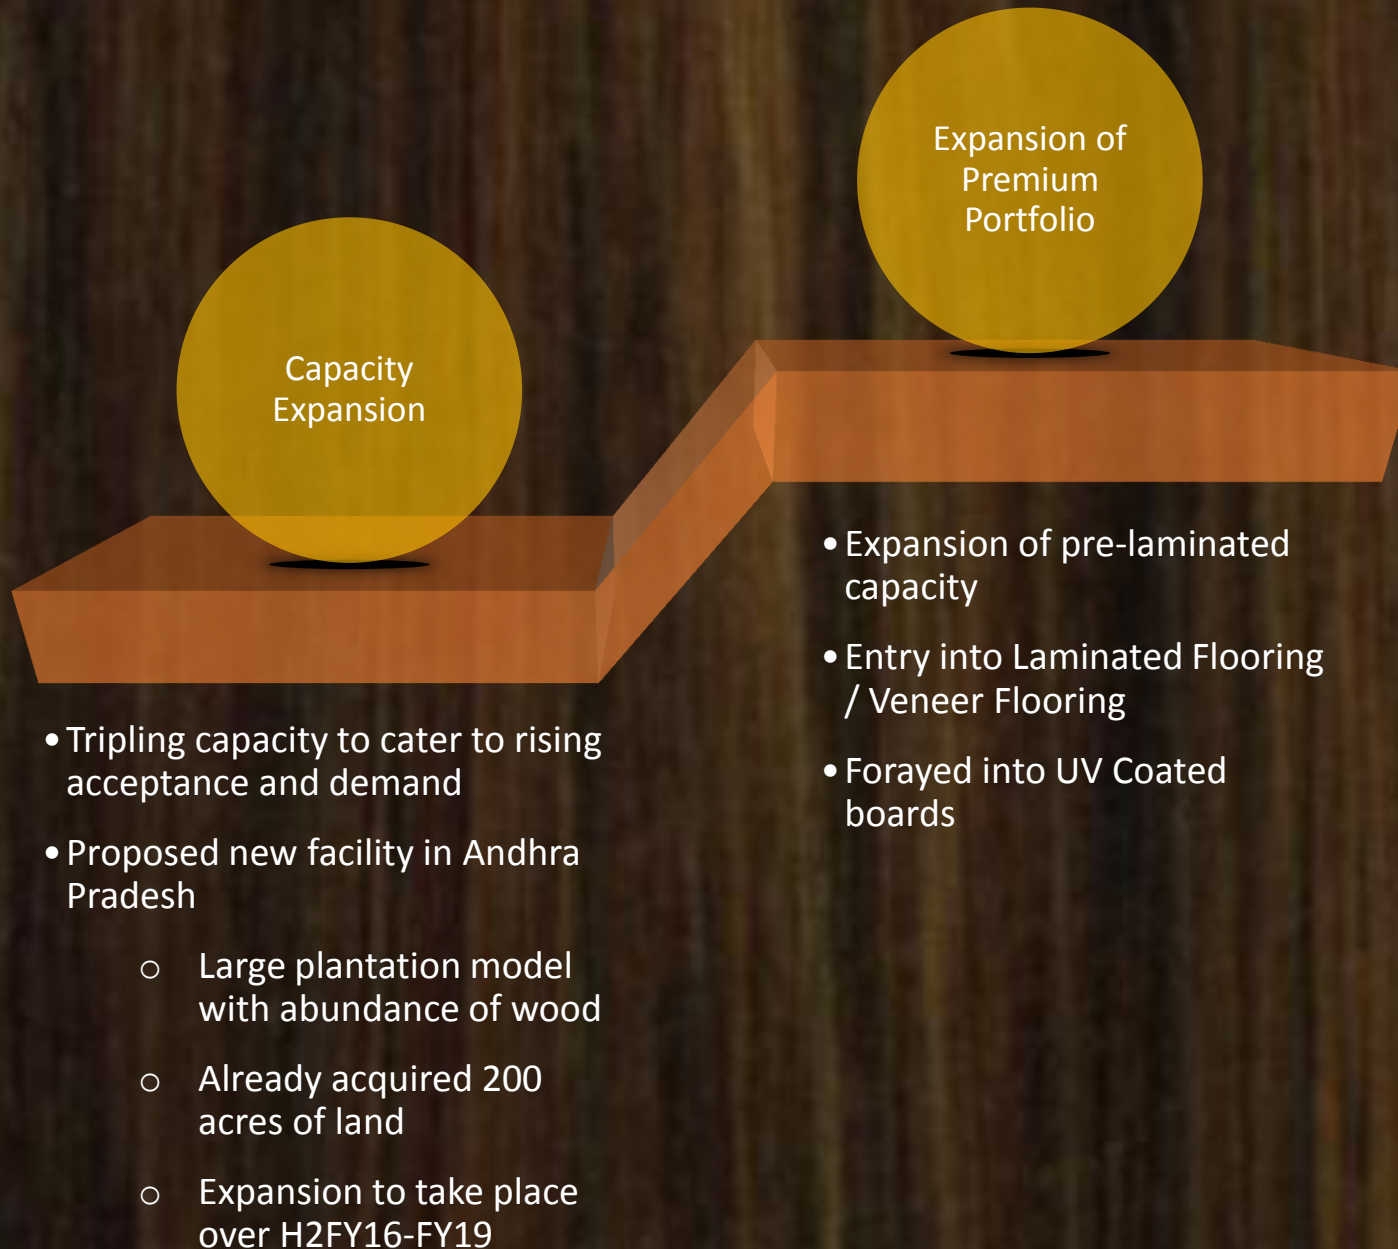 Capacity
Expansion
• Tripling capacity to cater to rising
acceptance and demand
• Proposed new facility in Andhra
Pradesh
o Large plantation model
with abundance of wood
o Already acquired 200
acres of land
o Expansion to take place
over H2FY16-FY19
Expansion of
Premium
Portfolio
• Expansion of pre-laminated
capacity
• Entry into Laminated Flooring
/ Veneer Flooring
• Forayed into UV Coated
boards